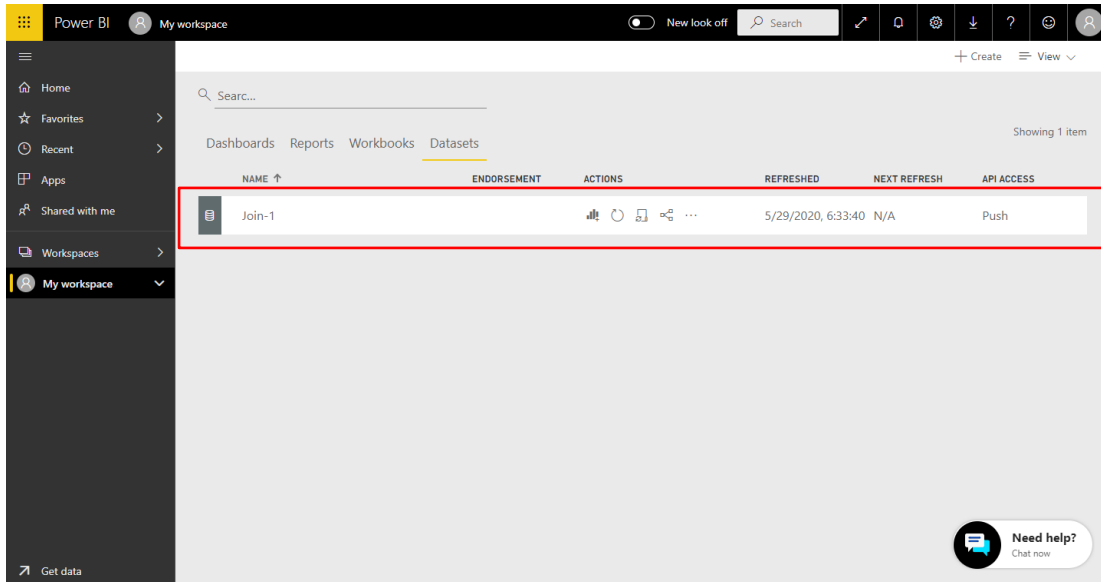 Power BI My workspace New look off Search ?
Create View
Home
Searc...
Favorites
Showing 1 item
Dashboards Reports Workbooks Datasets
Recent
NAME ↑ ENDORSEMENT ACTIONS REFRESHED NEXT REFRESH API ACCESS
Apps
Shared with me
Join-1 ... 5/29/2020, 6:33:40 N/A Push
Workspaces
My workspace
Need help?
Chat now
Get data